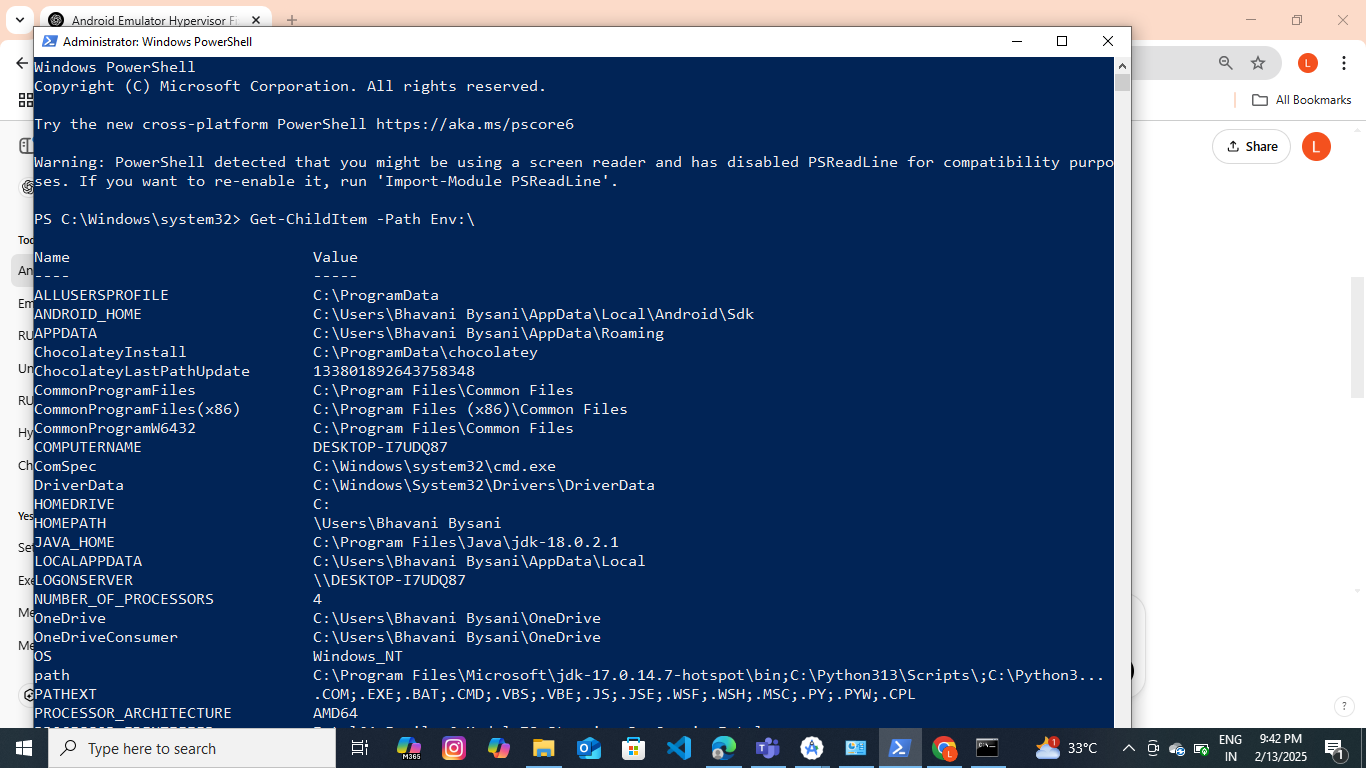 Android Emulator Hypervisor Fi
Administrator: Windows PowerShell
All Bookmarks
Share
L
L
Windows PowerShell
Copyright (C) Microsoft Corporation. All rights reserved.
Try the new cross-platform PowerShell https://aka.ms/pscore6
Warning: PowerShell detected that you might be using a screen reader and has disabled PSReadLine for compatibility purpo
ses. If you want to re-enable it, run 'Import-Module PSReadLine'.
PS C:\Windows\system32> Get-ChildItem -Path Env:\
Name Value
---- -----
ALLUSERSPROFILE C:\ProgramData
ANDROID_HOME C:\Users\Bhavani Bysani\AppData\Local\Android\Sdk
APPDATA C:\Users\Bhavani Bysani\AppData\Roaming
ChocolateyInstall C:\ProgramData\chocolatey
ChocolateyLastPathUpdate 133801892643758348
CommonProgramFiles C:\Program Files\Common Files
CommonProgramFiles(x86) C:\Program Files (x86)\Common Files
CommonProgramW6432 C:\Program Files\Common Files
COMPUTERNAME DESKTOP-I7UDQ87
ComSpec C:\Windows\system32\cmd.exe
DriverData C:\Windows\System32\Drivers\DriverData
HOMEDRIVE C:
HOMEPATH \Users\Bhavani Bysani
JAVA_HOME C:\Program Files\Java\jdk-18.0.2.1
LOCALAPPDATA C:\Users\Bhavani Bysani\AppData\Local
LOGONSERVER \\DESKTOP-I7UDQ87
NUMBER_OF_PROCESSORS 4
OneDrive C:\Users\Bhavani Bysani\OneDrive
OneDriveConsumer C:\Users\Bhavani Bysani\OneDrive
OS Windows_NT
path C:\Program Files\Microsoft\jdk-17.0.14.7-hotspot\bin;C:\Python313\Scripts\;C:\Python3...
PATHEXT .COM;.EXE;.BAT;.CMD;.VBS;.VBE;.JS;.JSE;.WSF;.WSH;.MSC;.PY;.PYW;.CPL
PROCESSOR_ARCHITECTURE AMD64
Type here to search
M365
1
33°C
ENG
IN
9:42 PM
2/13/2025
1